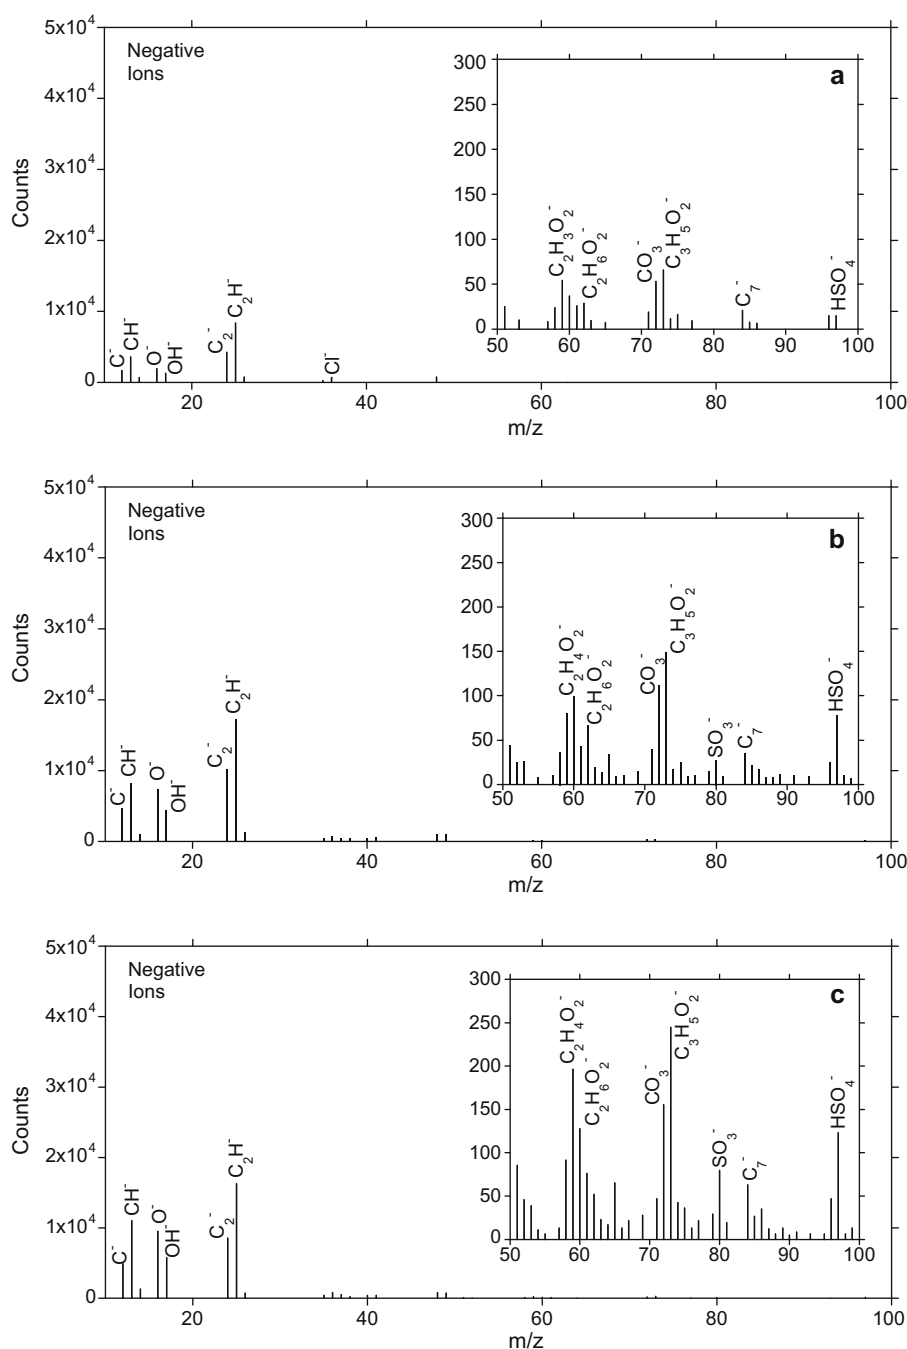 5x10⁴
4x10⁴
3x10⁴
2x10⁴
1x10⁴
0
Counts
Negative
Ions
C⁻
CH⁻
O⁻
OH⁻
C₂⁻
C₂H⁻
Cl⁻
20
40
60
80
100
m/z
a
300
250
200
150
100
50
0
C₂H₃O₂⁻
C₂H₆O₂⁻
CO₃⁻
C₃H₅O₂⁻
C₇⁻
HSO₄⁻
50
60
70
80
90
100
5x10⁴
4x10⁴
3x10⁴
2x10⁴
1x10⁴
0
Counts
Negative
Ions
C⁻
CH⁻
O⁻
OH⁻
C₂⁻
C₂H⁻
20
40
60
80
100
m/z
b
300
250
200
150
100
50
0
C₂H₄O₂⁻
C₂H₆O₂⁻
CO₃⁻
C₃H₅O₂⁻
SO₃⁻
C₇⁻
HSO₄⁻
50
60
70
80
90
100
5x10⁴
4x10⁴
3x10⁴
2x10⁴
1x10⁴
0
Counts
Negative
Ions
C⁻
CH⁻
O⁻
OH⁻
C₂⁻
C₂H⁻
20
40
60
80
100
m/z
c
300
250
200
150
100
50
0
C₂H₄O₂⁻
C₂H₆O₂⁻
CO₃⁻
C₃H₅O₂⁻
SO₃⁻
C₇⁻
HSO₄⁻
50
60
70
80
90
100